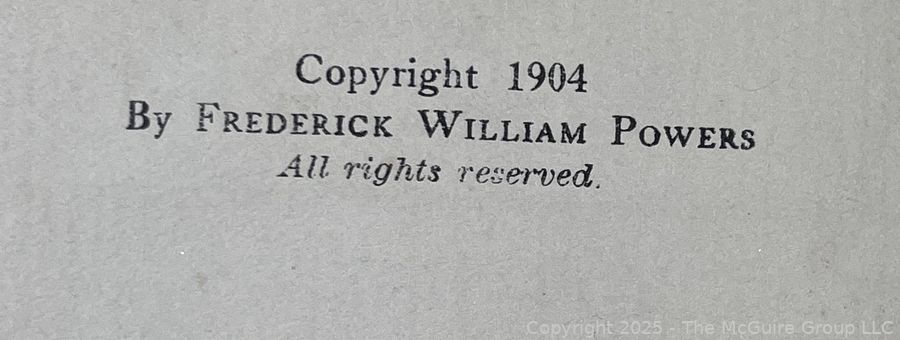 Copyright 1904
By FREDERICK WILLIAM POWERS
All rights reserved.
Copyright 2025 - The McGuire Group LLC